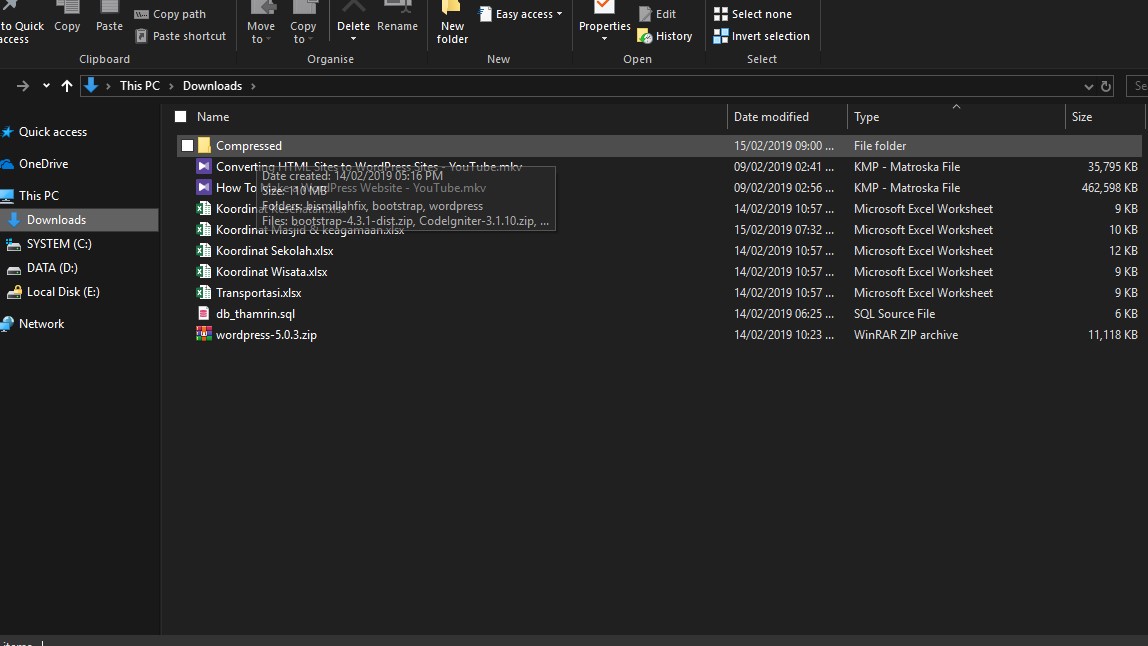 to Quick
access
Copy
Paste
Copy path
Paste shortcut
Clipboard
Move
to
Copy
to
Delete
Rename
Organise
New
folder
Easy access
New
Properties
Edit
History
Open
Select none
Invert selection
Select
This PC > Downloads >
Se
Quick access
OneDrive
This PC
Downloads
SYSTEM (C:)
DATA (D:)
Local Disk (E:)
Network
Name Date modified Type Size
Compressed 15/02/2019 09:00 ... File folder
Converting HTML Sites to WordPress Sites - YouTube.mkv 09/02/2019 02:41 ... KMP - Matroska File 35,795 KB
How To Make a WordPress Website - YouTube.mkv 09/02/2019 02:56 ... KMP - Matroska File 462,598 KB
Koordinat Kesehatan.xlsx 14/02/2019 10:57 ... Microsoft Excel Worksheet 9 KB
Koordinat Masjid & keagamaan.xlsx 15/02/2019 07:32 ... Microsoft Excel Worksheet 10 KB
Koordinat Sekolah.xlsx 14/02/2019 10:57 ... Microsoft Excel Worksheet 12 KB
Koordinat Wisata.xlsx 14/02/2019 10:57 ... Microsoft Excel Worksheet 9 KB
Transportasi.xlsx 14/02/2019 10:57 ... Microsoft Excel Worksheet 9 KB
db_thamrin.sql 14/02/2019 06:25 ... SQL Source File 6 KB
wordpress-5.0.3.zip 14/02/2019 10:23 ... WinRAR ZIP archive 11,118 KB
Date created: 14/02/2019 05:16 PM
Size: 110 MB
Folders: bismillahfix, bootstrap, wordpress
Files: bootstrap-4.3.1-dist.zip, CodeIgniter-3.1.10.zip, ...